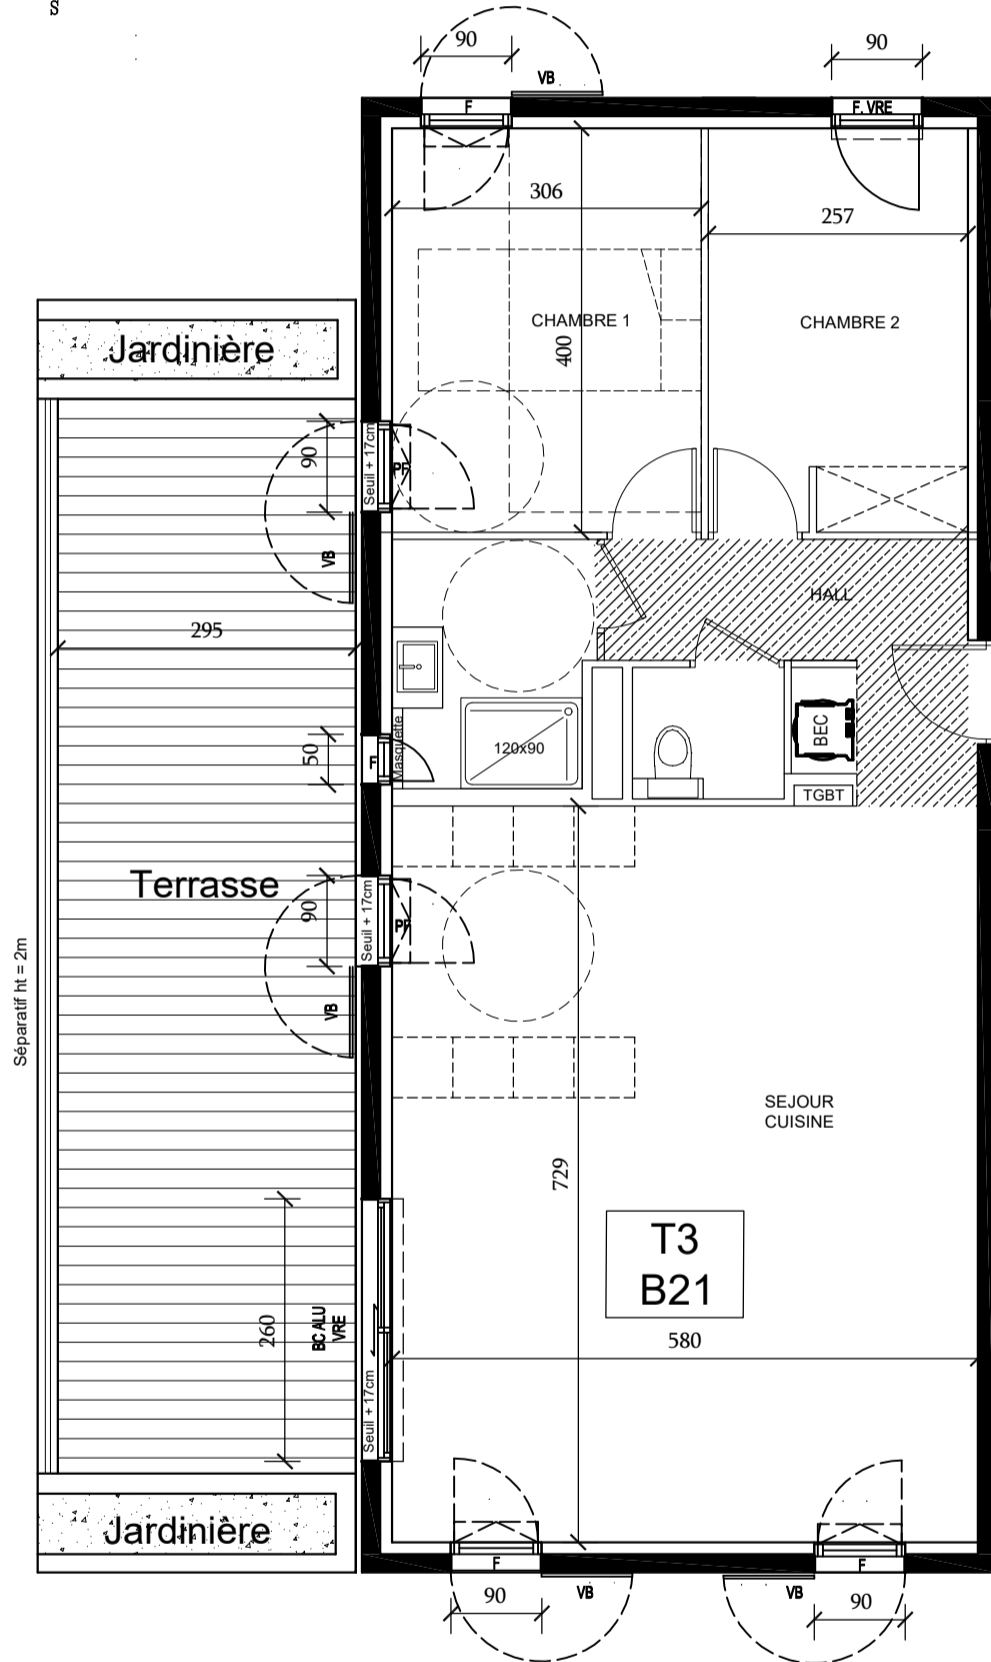 S
90
90
VB
F
F. VRE
306
257
CHAMBRE 1
CHAMBRE 2
400
Jardinière
90
Seuil + 17cm
PF
VB
HALL
295
50
F
Masquette
120x90
BEC
TGBT
Terrasse
90
Seuil + 17cm
PF
VB
Séparatif ht = 2m
SEJOUR
CUISINE
729
T3
B21
260
BC ALU
VRE
580
Seuil + 17cm
Jardinière
F
F
90
VB
VB
90